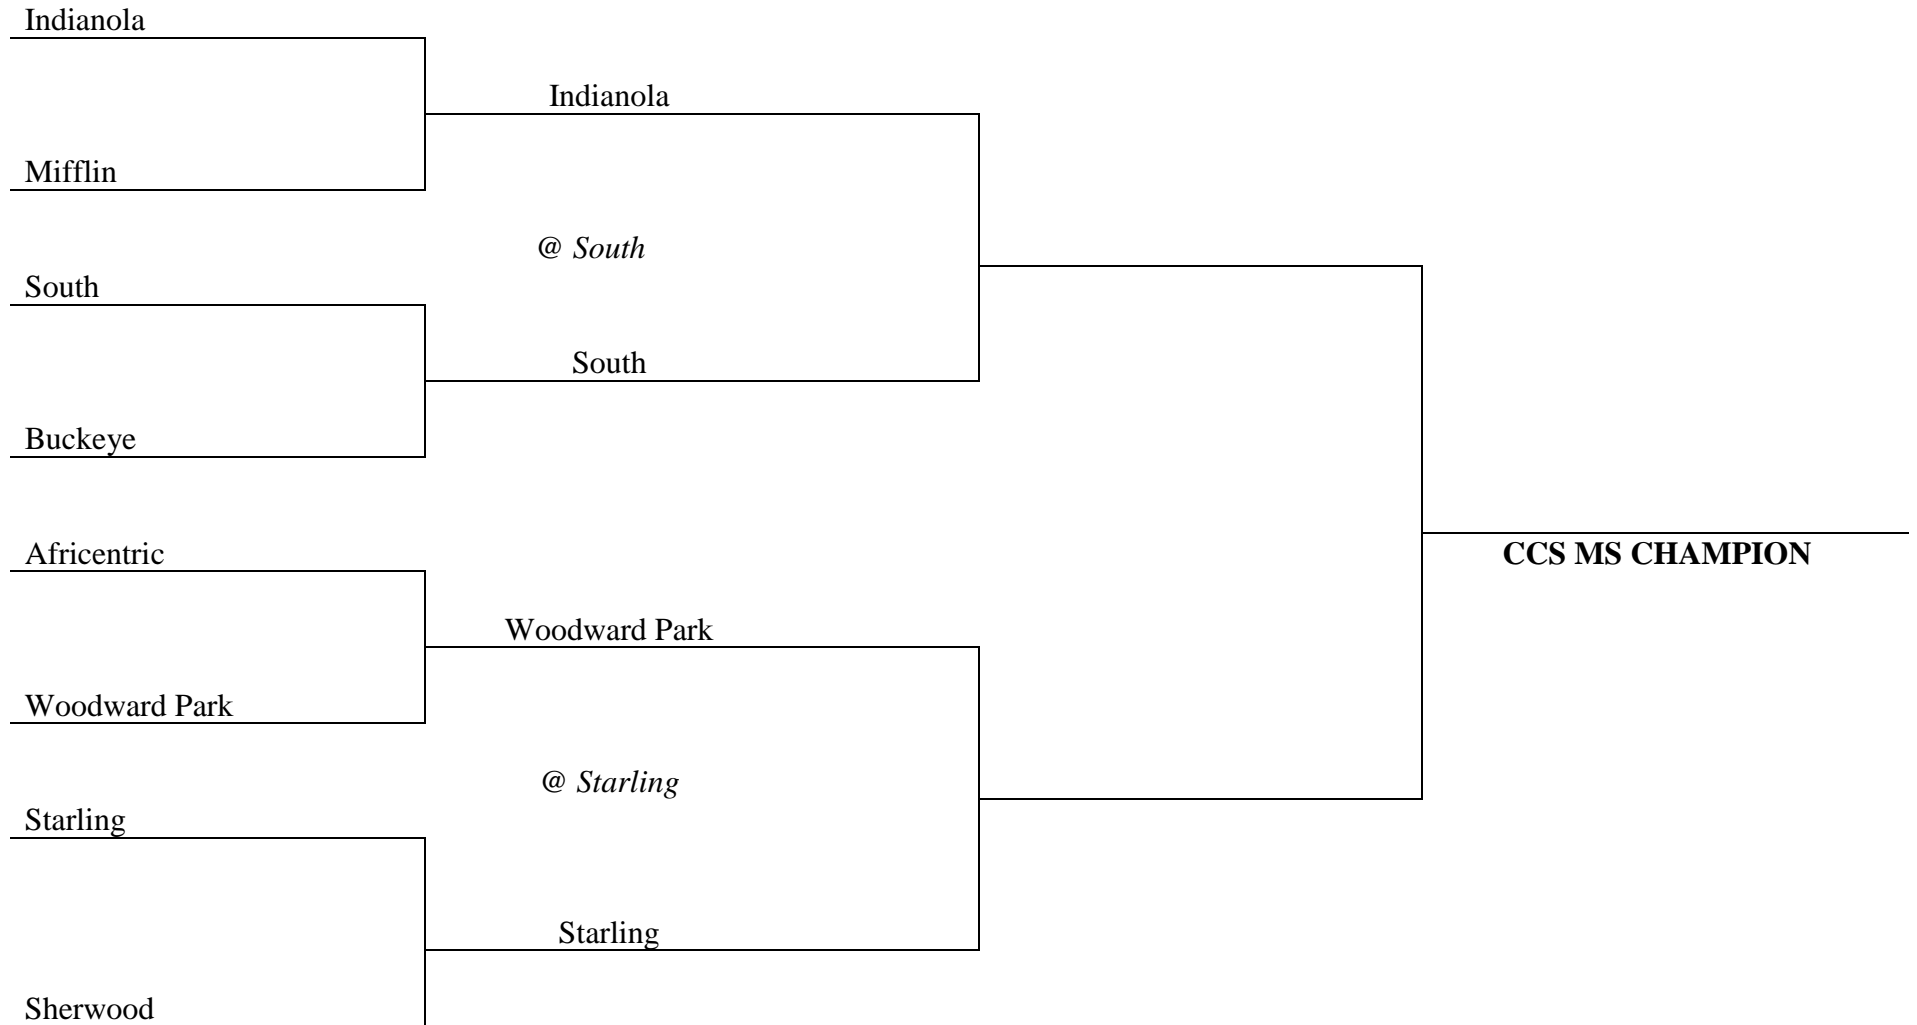 Indianola
Indianola
Mifflin
@ South
South
South
Buckeye
Africentric
CCS MS CHAMPION
Woodward Park
Woodward Park
@ Starling
Starling
Starling
Sherwood